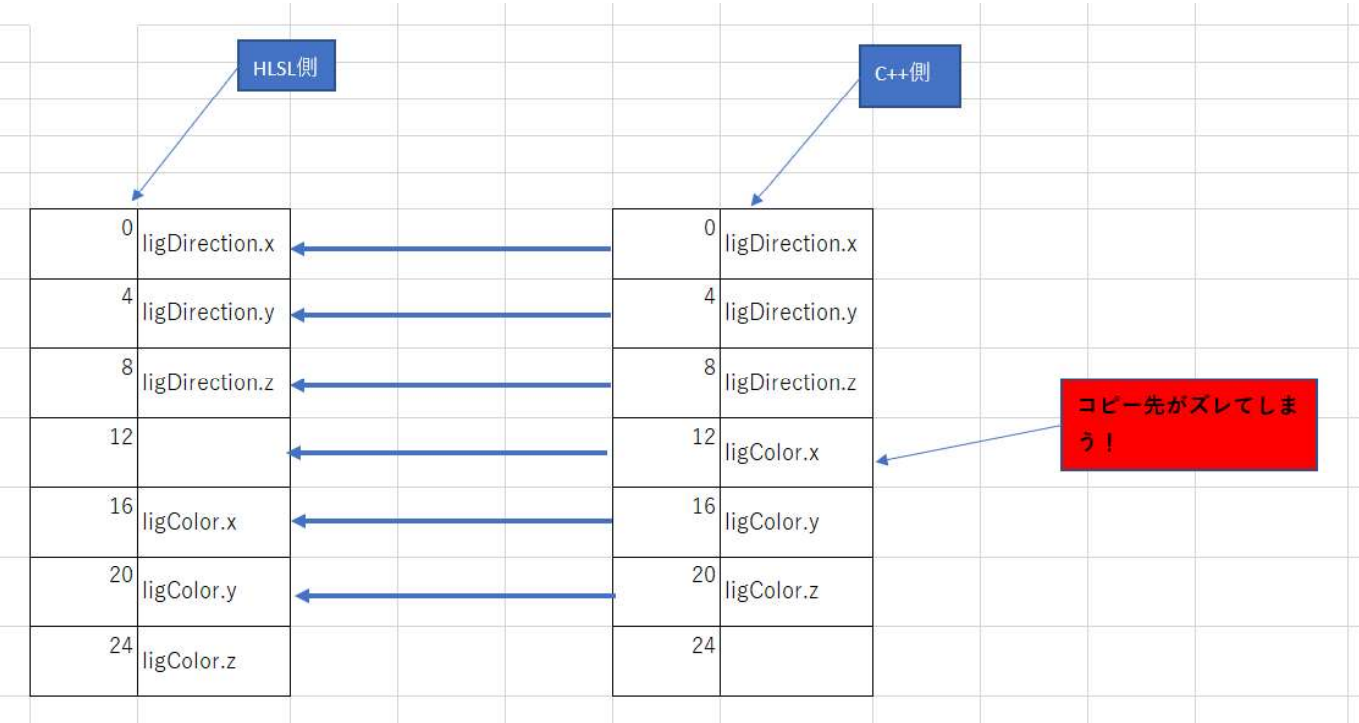 HLSL側
C++側
0 ligDirection.x 0 ligDirection.x
4 ligDirection.y 4 ligDirection.y
8 ligDirection.z 8 ligDirection.z
コピー先がズレてしま
う！
12 12 ligColor.x
16 ligColor.x 16 ligColor.y
20 ligColor.y 20 ligColor.z
24 ligColor.z 24